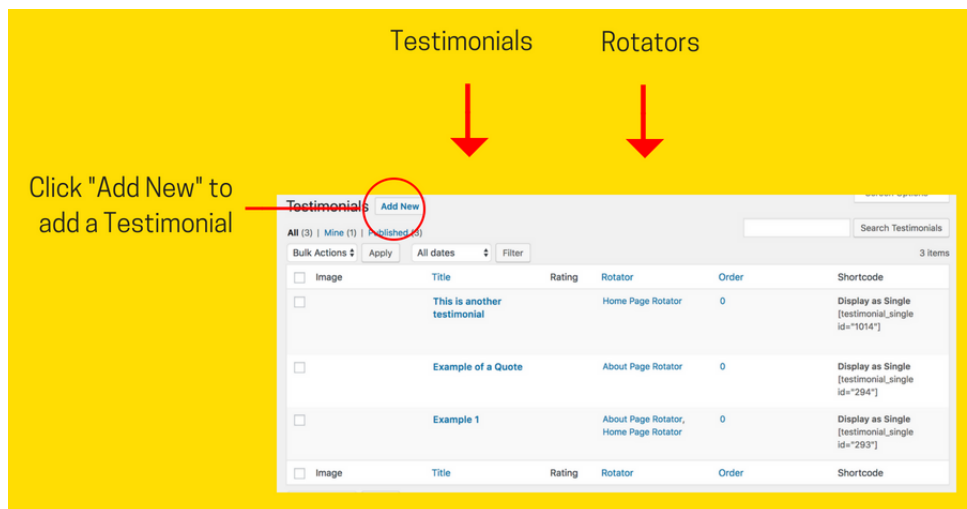 Testimonials Rotators
Click "Add New" to
add a Testimonial
Screen Options
Testimonials Add New
All (3) | Mine (1) | Published (3)
Search Testimonials
Bulk Actions Apply All dates Filter 3 items
Image Title Rating Rotator Order Shortcode
This is another Home Page Rotator 0 Display as Single
testimonial [testimonial_single
id="1014"]
Example of a Quote About Page Rotator 0 Display as Single
[testimonial_single
id="294"]
Example 1 About Page Rotator, 0 Display as Single
Home Page Rotator [testimonial_single
id="293"]
Image Title Rating Rotator Order Shortcode